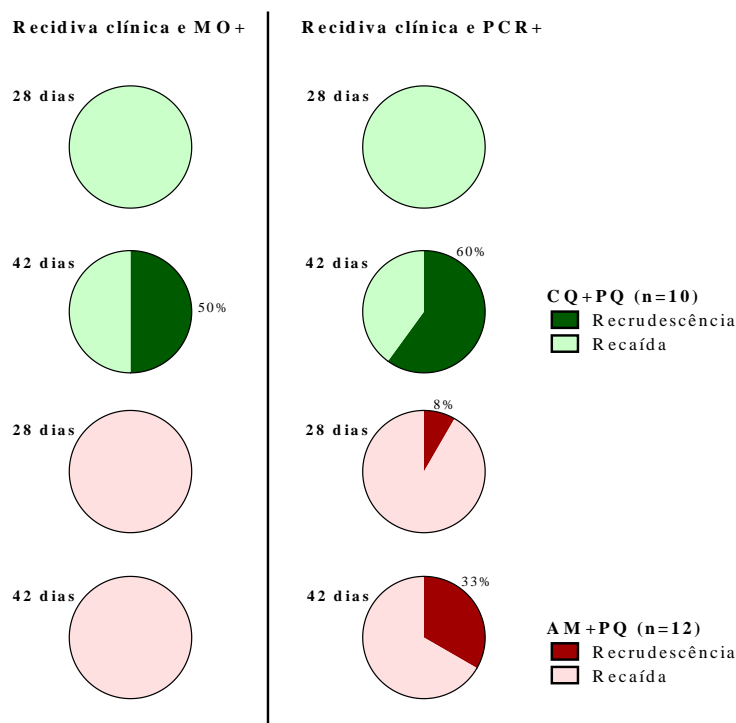 Recidiva clínica e MO+
Recidiva clínica e PCR+
28 dias
28 dias
42 dias
50%
42 dias
60%
CQ+PQ (n=10)
Recrudescência
Recaída
28 dias
28 dias
8%
42 dias
42 dias
33%
AM+PQ (n=12)
Recrudescência
Recaída